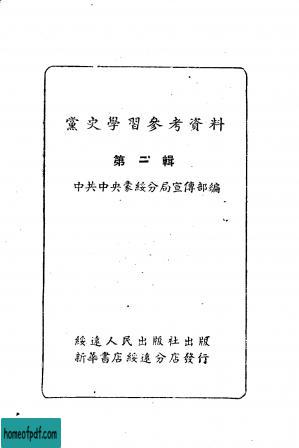 黨史學習參考資料
第二輯
中共中央蒙綏分局宣傳部編
綏遠人民出版社出版
新華書店綏遠分店發行
homeofpdf.com